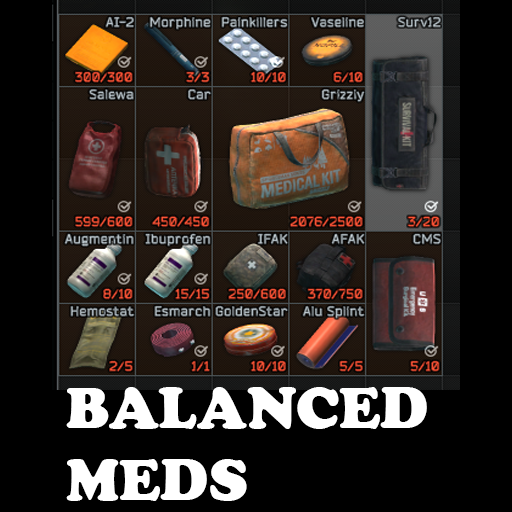 AI-2 Morphine Painkillers Vaseline Surv12
300/300 3/3 10/10 6/10
Salewa Car Grizzly
SURVIVAL KIT
MEDICAL KIT
599/600 450/450 2076/2500 3/20
Augmentin Ibuprofen IFAK AFAK CMS
8/10 15/15 250/600 370/750
Hemostat Esmarch GoldenStar Alu Splint
2/5 1/1 10/10 5/5 5/10
BALANCED
MEDS